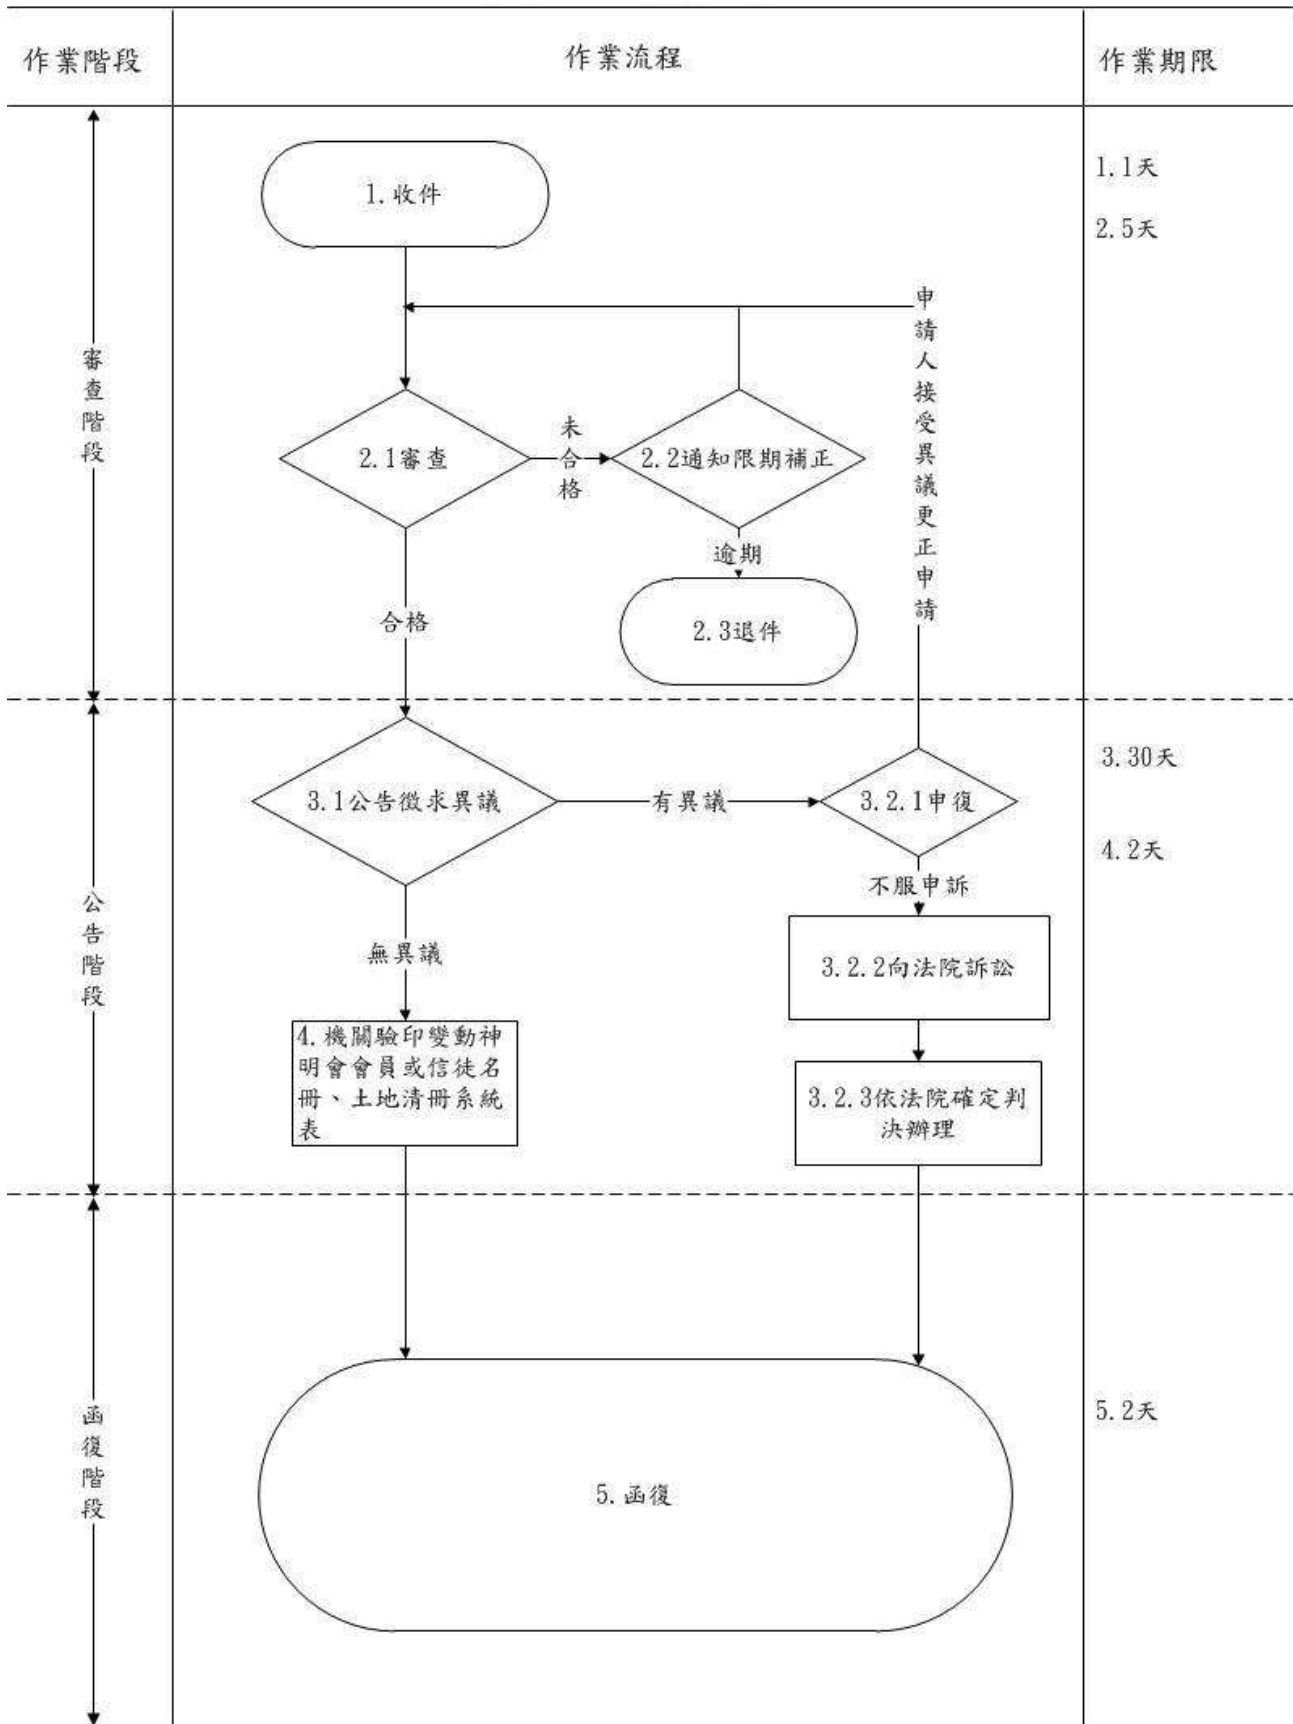 作業階段
作業流程
作業期限
審查階段
1.收件
1.1天
2.5天
申請人接受異議更正申請
2.1審查
未合格
2.2通知限期補正
逾期
2.3退件
合格
公告階段
3.1公告徵求異議
有異議
3.2.1申復
3.30天
4.2天
不服申訴
3.2.2向法院訴訟
無異議
4.機關驗印變動神
明會會員或信徒名
冊、土地清冊系統
表
3.2.3依法院確定判
決辦理
函復階段
5.函復
5.2天